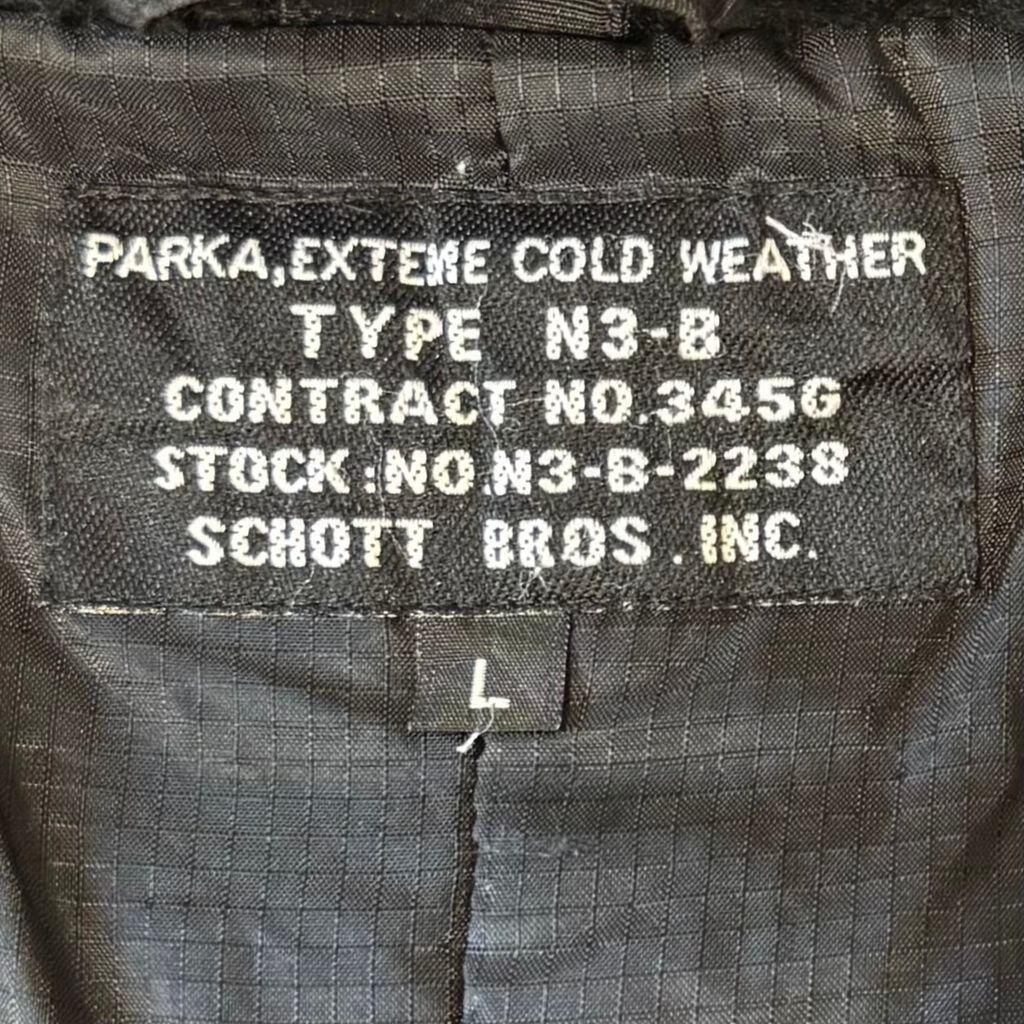 PARKA,EXTEME COLD WEATHER
TYPE N3-B
CONTRACT NO.3456
STOCK:NO.N3-B-2238
SCHOTT BROS.INC.
L